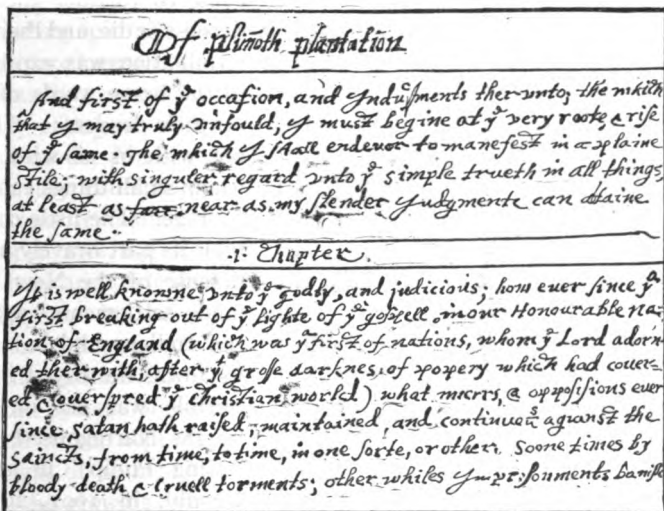 Of plimoth plantation
And first of yᵉ occasion, and Indusments ther unto; the which
that I may truly unfould, I must begine at yᵉ very roote & rise
of yᵉ same. The which I shall endevor to manefest in a plaine
stile; with singuler regard unto yᵉ simple trueth in all things,
at least as near as my slender Judgmente can attaine
the same.
.1. Chapter.
It is well knowne unto yᵉ godly, and judicious; how ever since yᵉ
first breaking out of yᵉ lighte of yᵉ gospell, in our Honourable na-
tion of England (which was yᵉ first of nations, whom yᵉ Lord adorn-
ed ther with, after yᵗ grosse darknes, of popery which had cover-
ed, & overspred yᵉ christian world) what warrs, & oppossions ever
since satan hath raised, maintained, and continued against the
saincts, from time, to time, in one sorte, or other. Some times by
bloody death & cruell torments; other whiles Imprisonments, banish